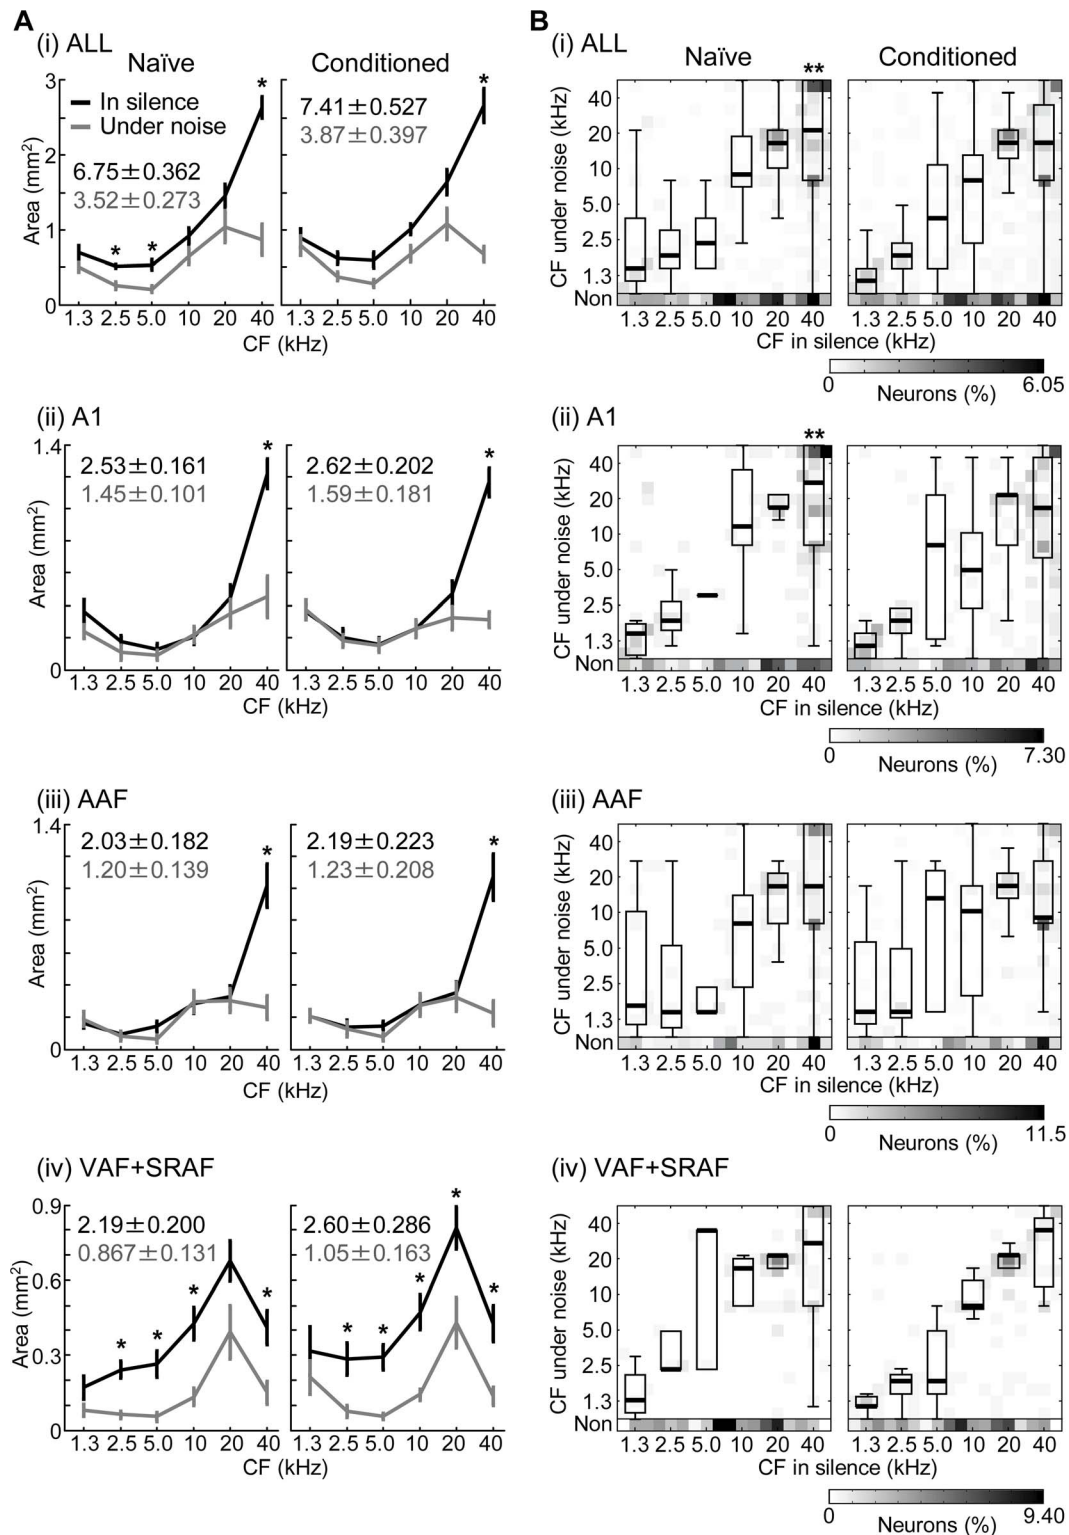 A
B
(i) ALL
Naïve
Conditioned
In silence
Under noise
6.75±0.362
3.52±0.273
*
*
*
7.41±0.527
3.87±0.397
*
3
2
1
0
Area (mm²)
1.3 2.5 5.0 10 20 40
1.3 2.5 5.0 10 20 40
CF (kHz)
(i) ALL
Naïve
Conditioned
**
40
20
10
5.0
2.5
1.3
Non
CF under noise (kHz)
1.3 2.5 5.0 10 20 40
1.3 2.5 5.0 10 20 40
CF in silence (kHz)
0
6.05
Neurons (%)
(ii) A1
1.4
0
Area (mm²)
2.53±0.161
1.45±0.101
*
2.62±0.202
1.59±0.181
*
1.3 2.5 5.0 10 20 40
1.3 2.5 5.0 10 20 40
CF (kHz)
(ii) A1
**
40
20
10
5.0
2.5
1.3
Non
CF under noise (kHz)
1.3 2.5 5.0 10 20 40
1.3 2.5 5.0 10 20 40
CF in silence (kHz)
0
7.30
Neurons (%)
(iii) AAF
1.4
0
Area (mm²)
2.03±0.182
1.20±0.139
*
2.19±0.223
1.23±0.208
*
1.3 2.5 5.0 10 20 40
1.3 2.5 5.0 10 20 40
CF (kHz)
(iii) AAF
40
20
10
5.0
2.5
1.3
Non
CF under noise (kHz)
1.3 2.5 5.0 10 20 40
1.3 2.5 5.0 10 20 40
CF in silence (kHz)
0
11.5
Neurons (%)
(iv) VAF+SRAF
0.9
0.6
0.3
0
Area (mm²)
2.19±0.200
0.867±0.131
*
*
*
*
2.60±0.286
1.05±0.163
*
*
*
*
*
1.3 2.5 5.0 10 20 40
1.3 2.5 5.0 10 20 40
CF (kHz)
(iv) VAF+SRAF
40
20
10
5.0
2.5
1.3
Non
CF under noise (kHz)
1.3 2.5 5.0 10 20 40
1.3 2.5 5.0 10 20 40
CF in silence (kHz)
0
9.40
Neurons (%)